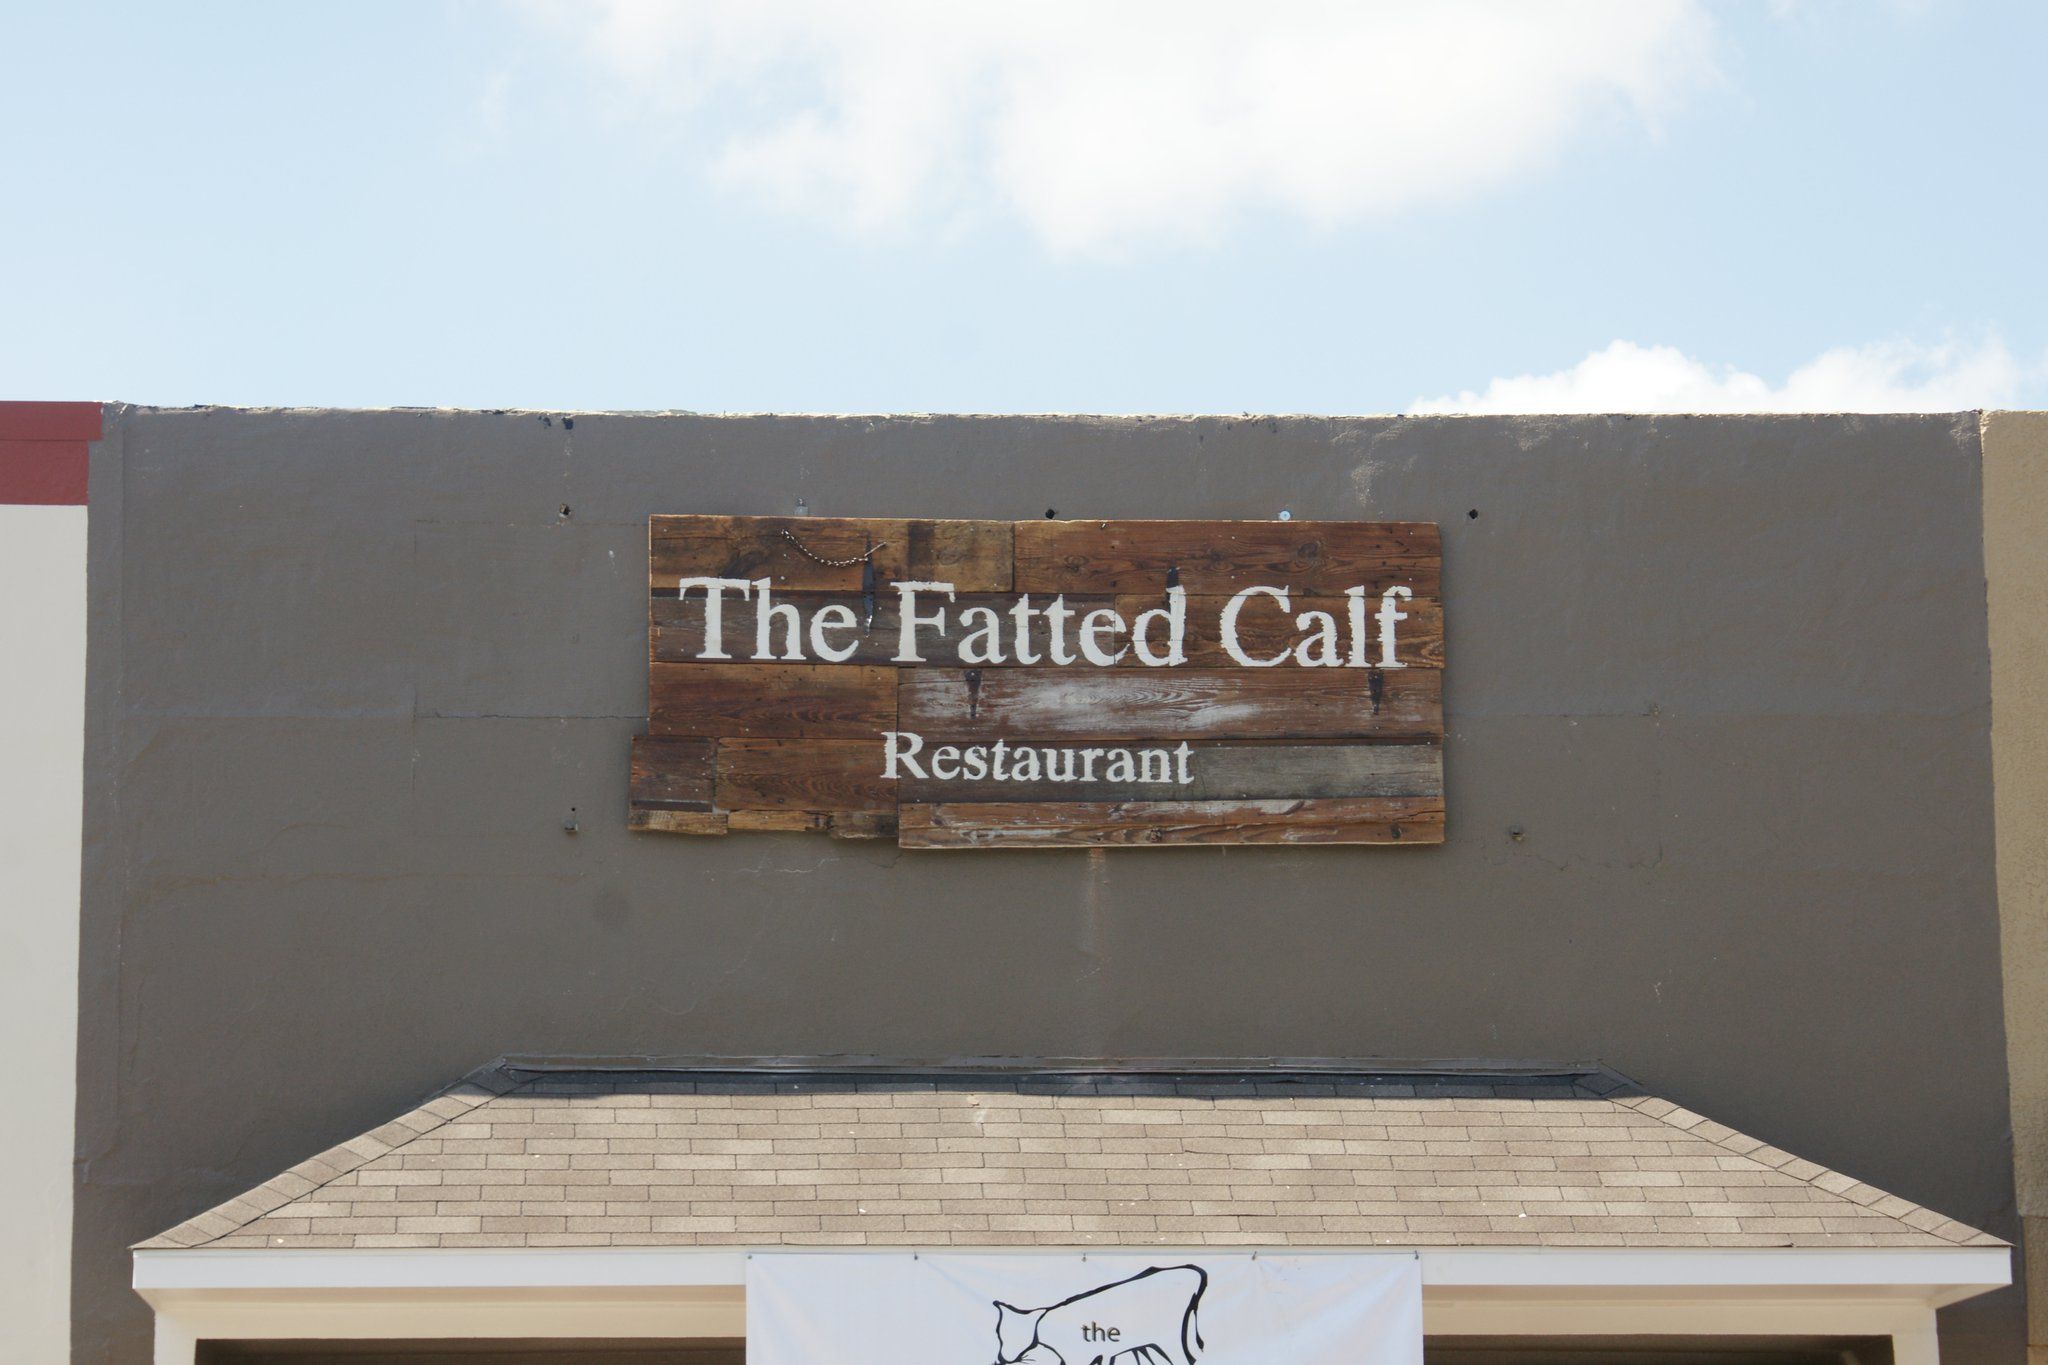 The Fatted Calf
Restaurant
the